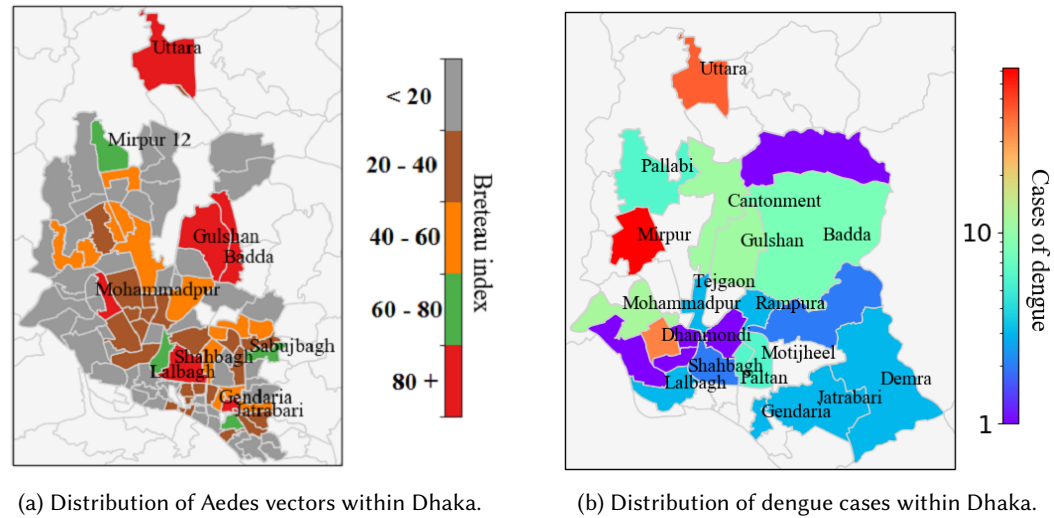 Uttara
Mirpur 12
Gulshan
Badda
Mohammadpur
Sabujbagh
Shahbagh
Lalbagh
Gendaria
Jatrabari
< 20
20 - 40
40 - 60
60 - 80
80 +
Breteau index
(a) Distribution of Aedes vectors within Dhaka.
Uttara
Pallabi
Cantonment
Mirpur
Gulshan
Badda
Tejgaon
Mohammadpur
Rampura
Dhanmondi
Motijheel
Shahbagh
Paltan
Lalbagh
Demra
Jatrabari
Gendaria
10
1
Cases of dengue
(b) Distribution of dengue cases within Dhaka.